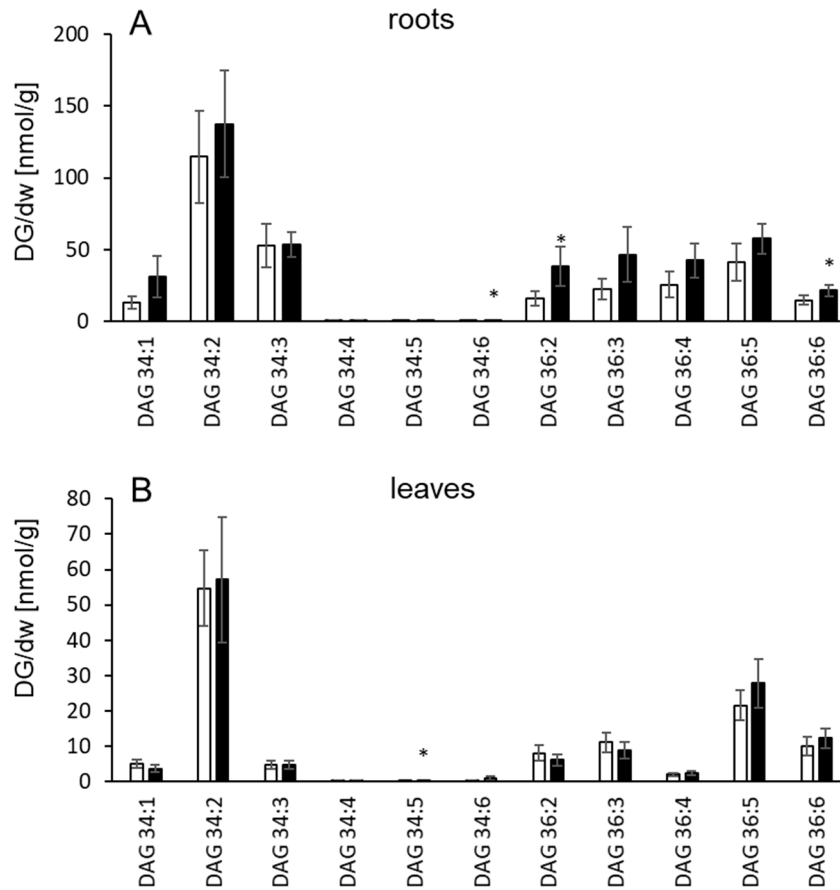 A
roots
DG/dw [nmol/g]
200
150
100
50
0
*
*
*
DAG 34:1
DAG 34:2
DAG 34:3
DAG 34:4
DAG 34:5
DAG 34:6
DAG 36:2
DAG 36:3
DAG 36:4
DAG 36:5
DAG 36:6
B
leaves
DG/dw [nmol/g]
80
70
60
50
40
30
20
10
0
*
DAG 34:1
DAG 34:2
DAG 34:3
DAG 34:4
DAG 34:5
DAG 34:6
DAG 36:2
DAG 36:3
DAG 36:4
DAG 36:5
DAG 36:6